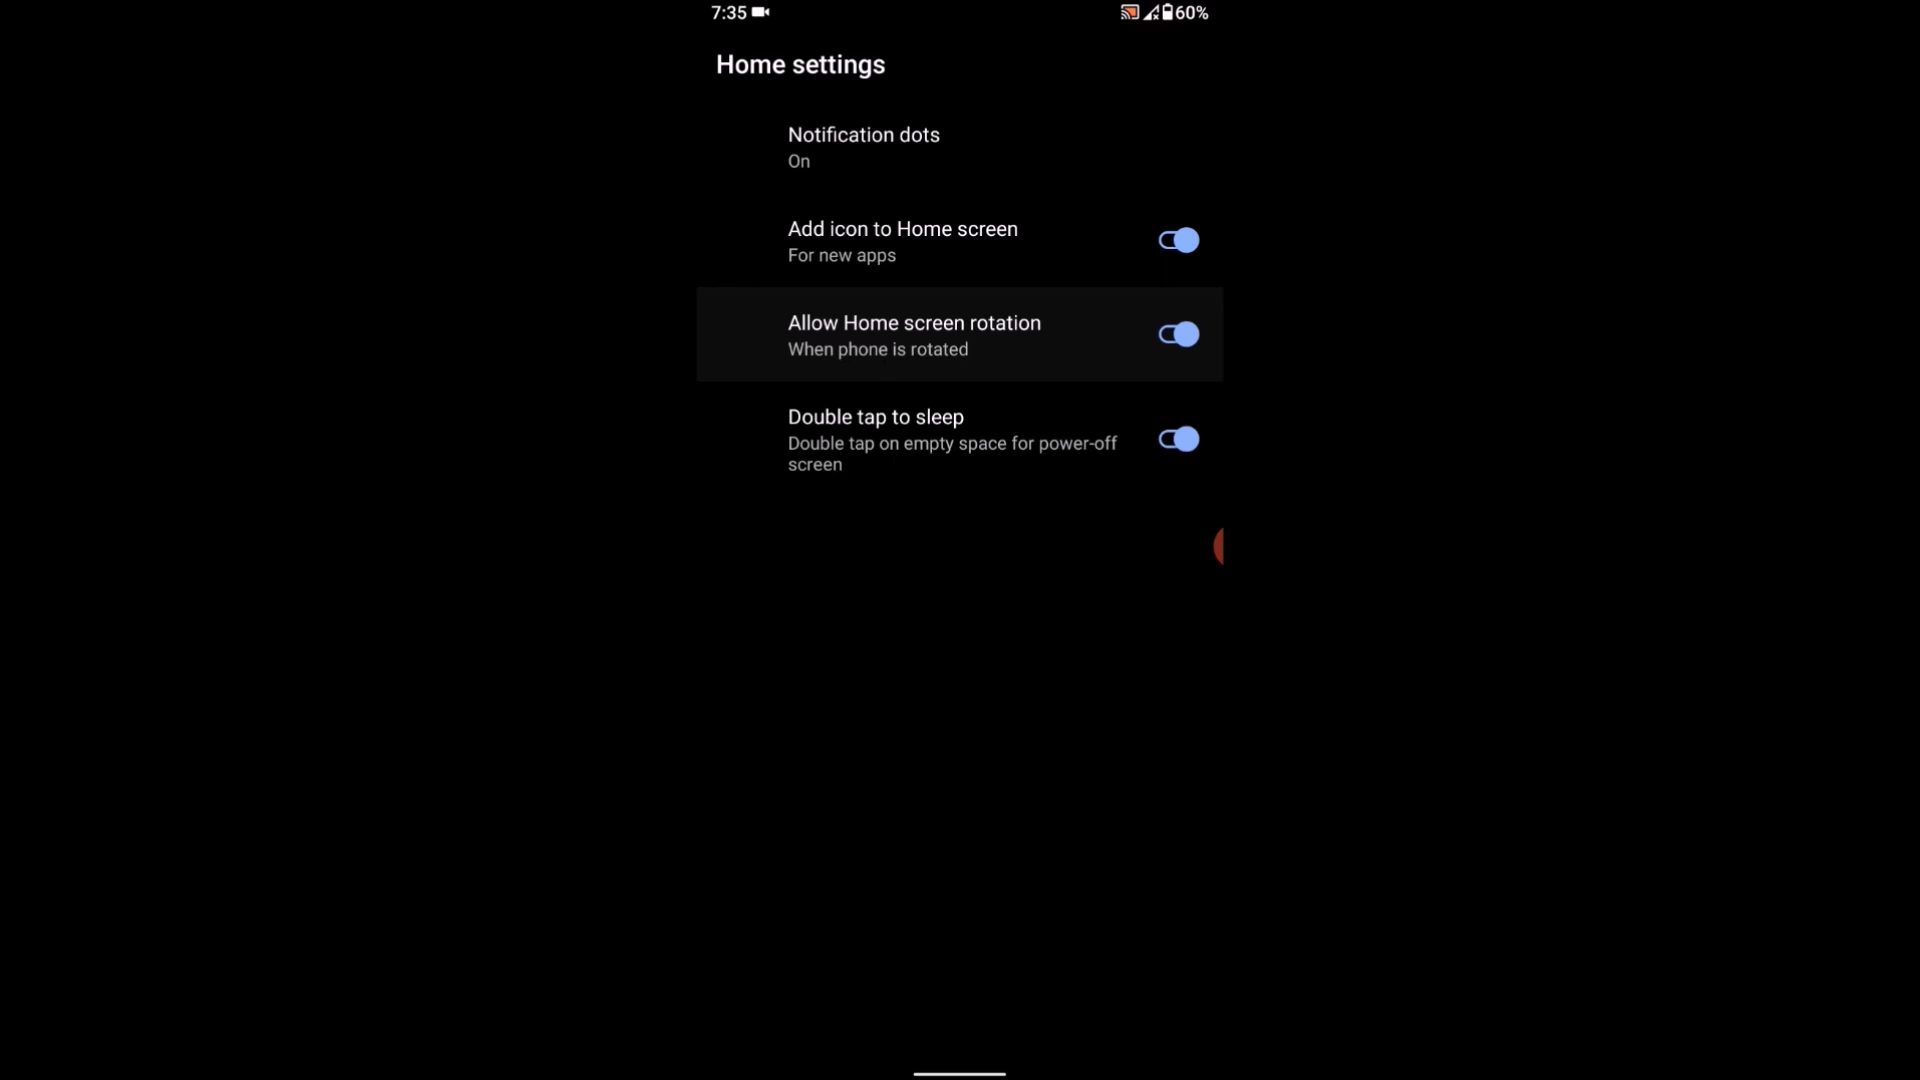 7:35
60%
Home settings
Notification dots
On
Add icon to Home screen
For new apps
Allow Home screen rotation
When phone is rotated
Double tap to sleep
Double tap on empty space for power-off
screen